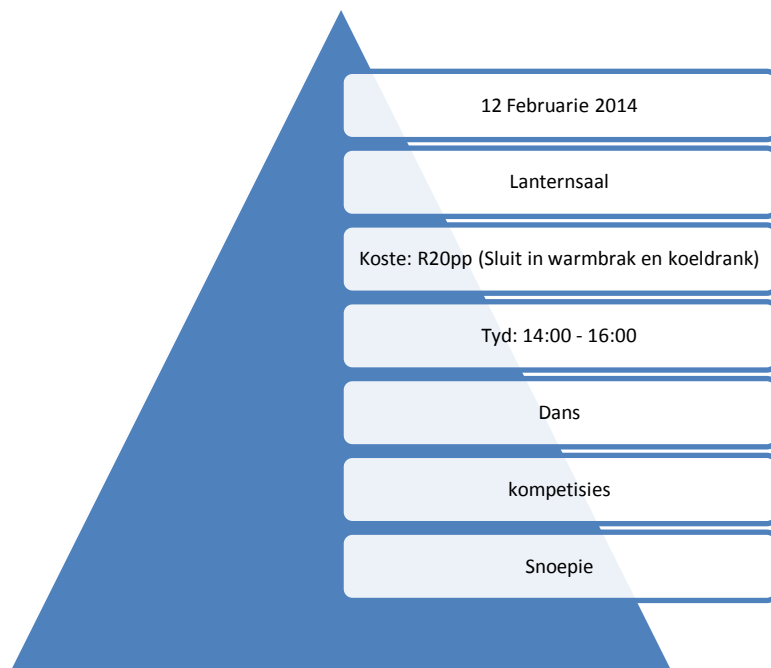 12 Februarie 2014
Lanternsaal
Koste: R20pp (Sluit in warmbrak en koeldrank)
Tyd: 14:00 - 16:00
Dans
kompetisies
Snoepie